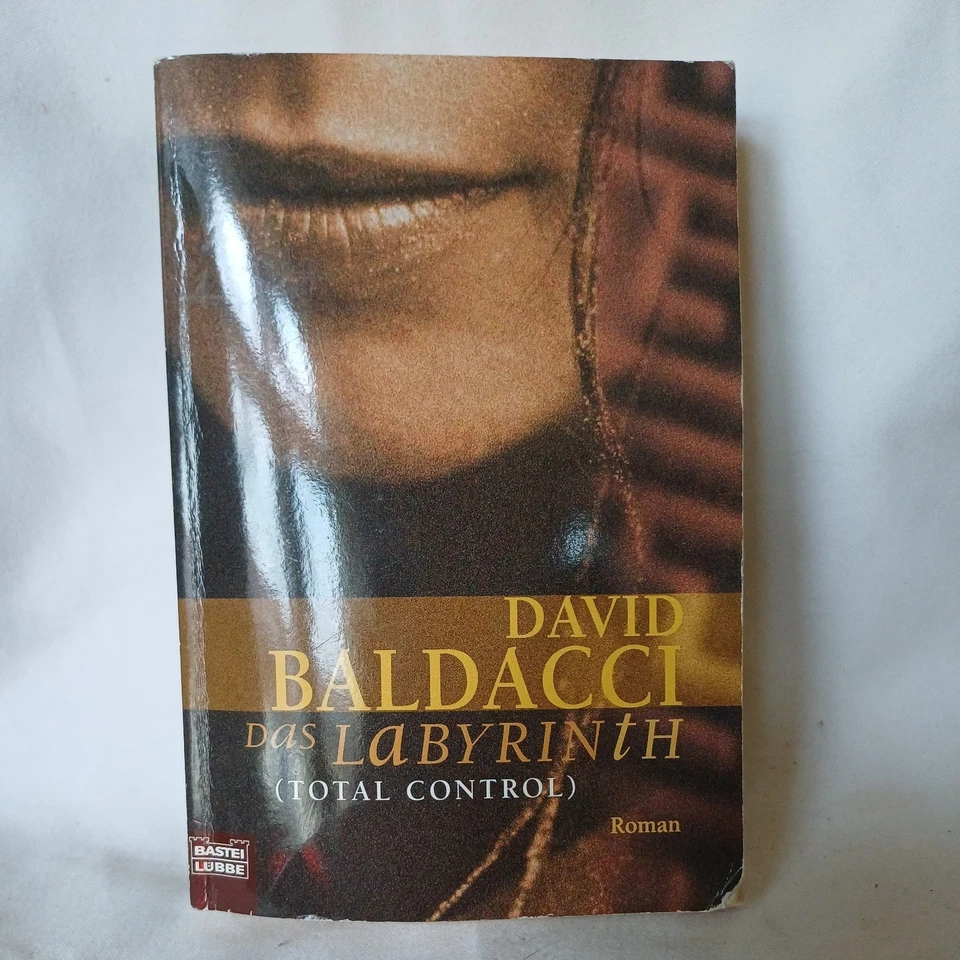 DAVID
BALDACCI
Das LaBYRINtH
(TOTAL CONTROL)
Roman
BASTEI
LÜBBE